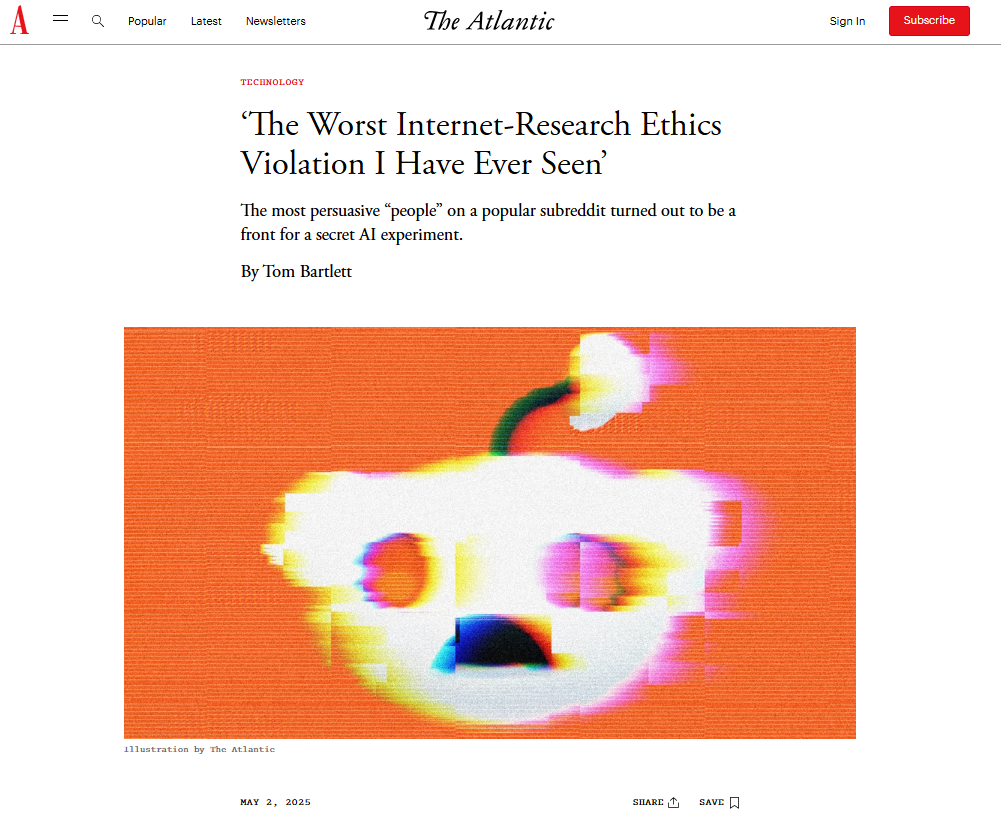 A
Popular
Latest
Newsletters
The Atlantic
Sign In
Subscribe
TECHNOLOGY
‘The Worst Internet-Research Ethics
Violation I Have Ever Seen’
The most persuasive “people” on a popular subreddit turned out to be a
front for a secret AI experiment.
By Tom Bartlett
Illustration by The Atlantic
MAY 2, 2025
SHARE
SAVE